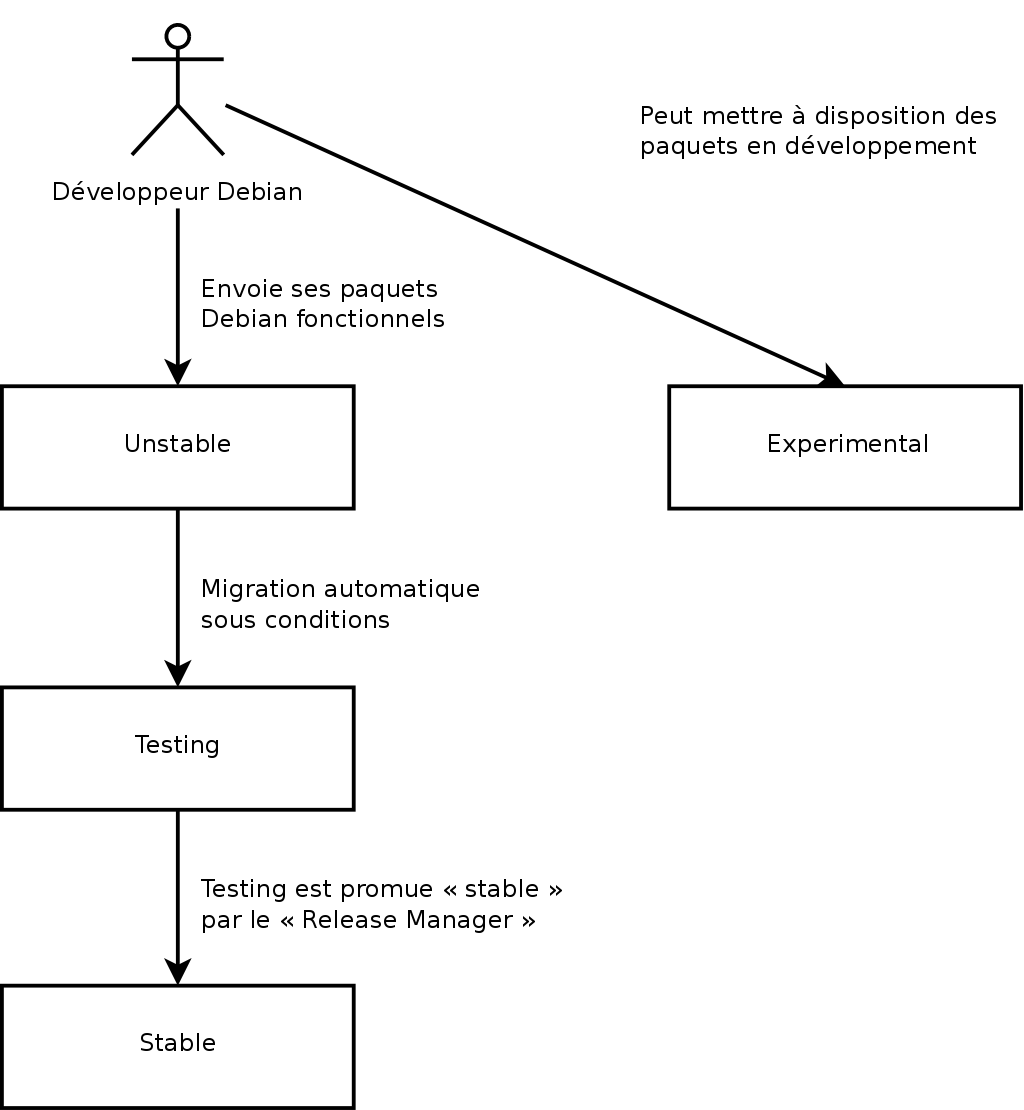 Peut mettre à disposition des
paquets en développement
Développeur Debian
Envoie ses paquets
Debian fonctionnels
Unstable
Experimental
Migration automatique
sous conditions
Testing
Testing est promue « stable »
par le « Release Manager »
Stable